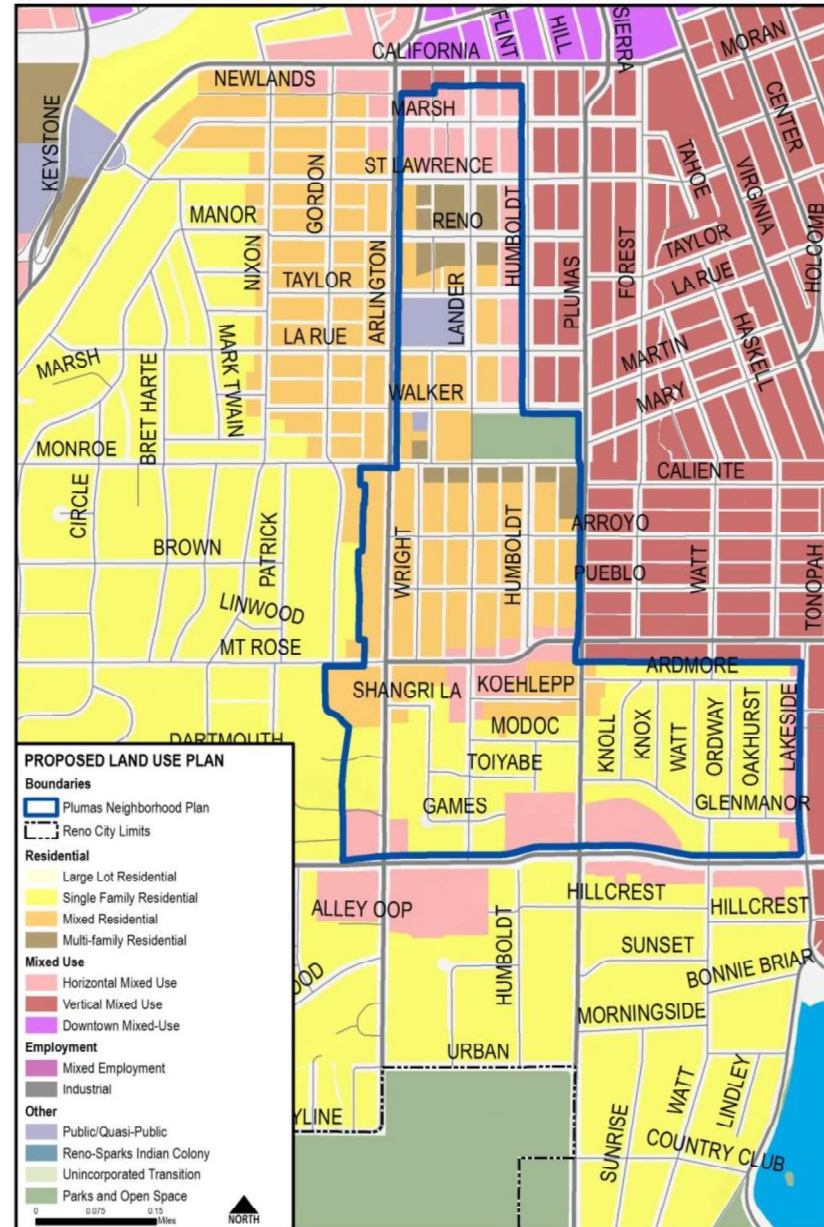 CALIFORNIA
FLINT
HILL
SIERRA
MORAN
NEWLANDS
MARSH
CENTER
KEYSTONE
ST LAWRENCE
TAHOE
VIRGINIA
MANOR
GORDON
RENO
HUMBOLDT
HOLCOMB
NOXIN
TAYLOR
ARLINGTON
LANDER
PLUMAS
FOREST
TAYLOR
LA RUE
LA RUE
MARSH
BRET HARTE
MARK TWAIN
MARTIN
HASKELL
WALKER
MARY
MONROE
CIRCLE
CALIENTE
BROWN
PATRICK
WRIGHT
HUMBOLDT
ARROYO
PUEBLO
WATT
TONOPAH
LINWOOD
MT ROSE
ARDMORE
SHANGRI LA
KOEHLEPP
MODOC
KNOLL
KNOX
WATT
ORDWAY
OAKHURST
LAKESIDE
DARTMOUTH
TOIYABE
GAMES
GLENMANOR
ALLEY OOP
HILLCREST
HILLCREST
HUMBOLDT
SUNSET
BONNIE BRIAR
OOD
MORNINGSIDE
URBAN
WATT
LINDLEY
YLINE
SUNRISE
COUNTRY CLUB
PROPOSED LAND USE PLAN
Boundaries
Plumas Neighborhood Plan
Reno City Limits
Residential
Large Lot Residential
Single Family Residential
Mixed Residential
Multi-family Residential
Mixed Use
Horizontal Mixed Use
Vertical Mixed Use
Downtown Mixed-Use
Employment
Mixed Employment
Industrial
Other
Public/Quasi-Public
Reno-Sparks Indian Colony
Unincorporated Transition
Parks and Open Space
0 0.075 0.15
Miles
NORTH